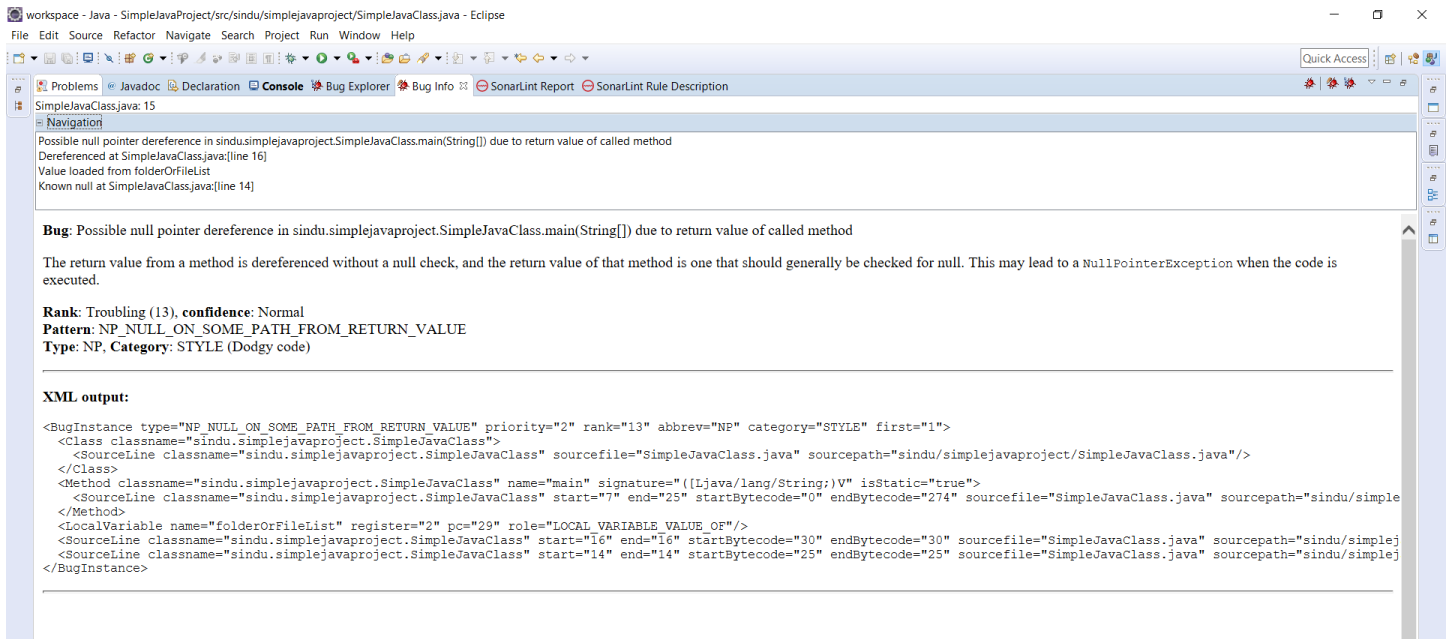 workspace - Java - SimpleJavaProject/src/sindu/simplejavaproject/SimpleJavaClass.java - Eclipse
File Edit Source Refactor Navigate Search Project Run Window Help
Quick Access
Problems @ Javadoc Declaration Console Bug Explorer Bug Info SonarLint Report SonarLint Rule Description
SimpleJavaClass.java: 15
Navigation
Possible null pointer dereference in sindu.simplejavaproject.SimpleJavaClass.main(String[]) due to return value of called method
Dereferenced at SimpleJavaClass.java:[line 16]
Value loaded from folderOrFileList
Known null at SimpleJavaClass.java:[line 14]
Bug: Possible null pointer dereference in sindu.simplejavaproject.SimpleJavaClass.main(String[]) due to return value of called method
The return value from a method is dereferenced without a null check, and the return value of that method is one that should generally be checked for null. This may lead to a NullPointerException when the code is
executed.
Rank: Troubling (13), confidence: Normal
Pattern: NP_NULL_ON_SOME_PATH_FROM_RETURN_VALUE
Type: NP, Category: STYLE (Dodgy code)
XML output:
<BugInstance type="NP_NULL_ON_SOME_PATH_FROM_RETURN_VALUE" priority="2" rank="13" abbrev="NP" category="STYLE" first="1">
<Class classname="sindu.simplejavaproject.SimpleJavaClass">
<SourceLine classname="sindu.simplejavaproject.SimpleJavaClass" sourcefile="SimpleJavaClass.java" sourcepath="sindu/simplejavaproject/SimpleJavaClass.java"/>
</Class>
<Method classname="sindu.simplejavaproject.SimpleJavaClass" name="main" signature="([Ljava/lang/String;)V" isStatic="true">
<SourceLine classname="sindu.simplejavaproject.SimpleJavaClass" start="7" end="25" startBytecode="0" endBytecode="274" sourcefile="SimpleJavaClass.java" sourcepath="sindu/simple
</Method>
<LocalVariable name="folderOrFileList" register="2" pc="29" role="LOCAL_VARIABLE_VALUE_OF"/>
<SourceLine classname="sindu.simplejavaproject.SimpleJavaClass" start="16" end="16" startBytecode="30" endBytecode="30" sourcefile="SimpleJavaClass.java" sourcepath="sindu/simplej
<SourceLine classname="sindu.simplejavaproject.SimpleJavaClass" start="14" end="14" startBytecode="25" endBytecode="25" sourcefile="SimpleJavaClass.java" sourcepath="sindu/simplej
</BugInstance>